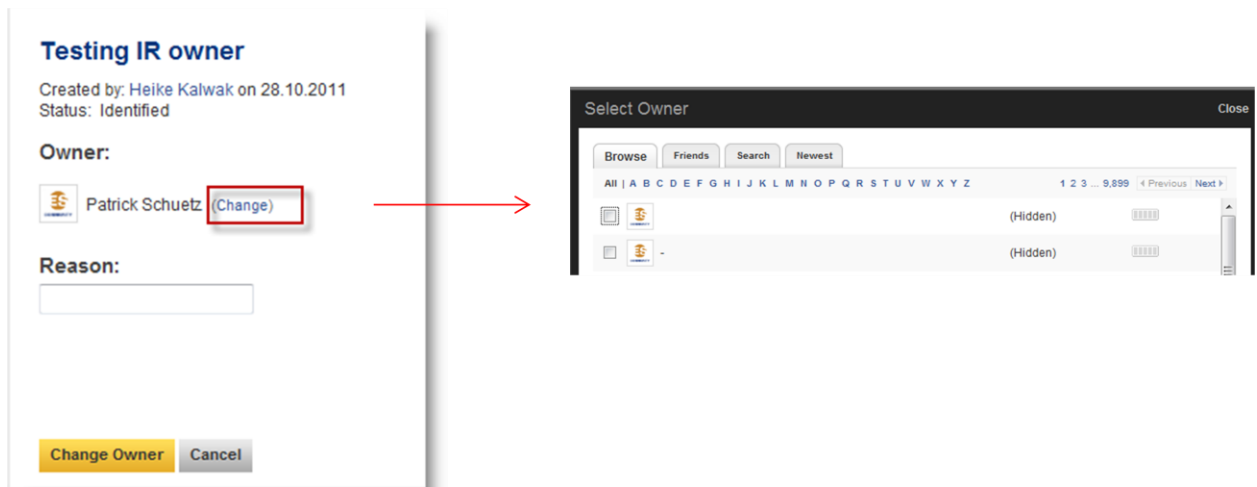 Testing IR owner
Created by: Heike Kalwak on 28.10.2011
Status: Identified
Owner:
Patrick Schuetz (Change)
Reason:
Change Owner Cancel
Select Owner Close
Browse Friends Search Newest
All | A B C D E F G H I J K L M N O P Q R S T U V W X Y Z 1 2 3 ... 9,899 Previous Next
(Hidden)
- (Hidden)